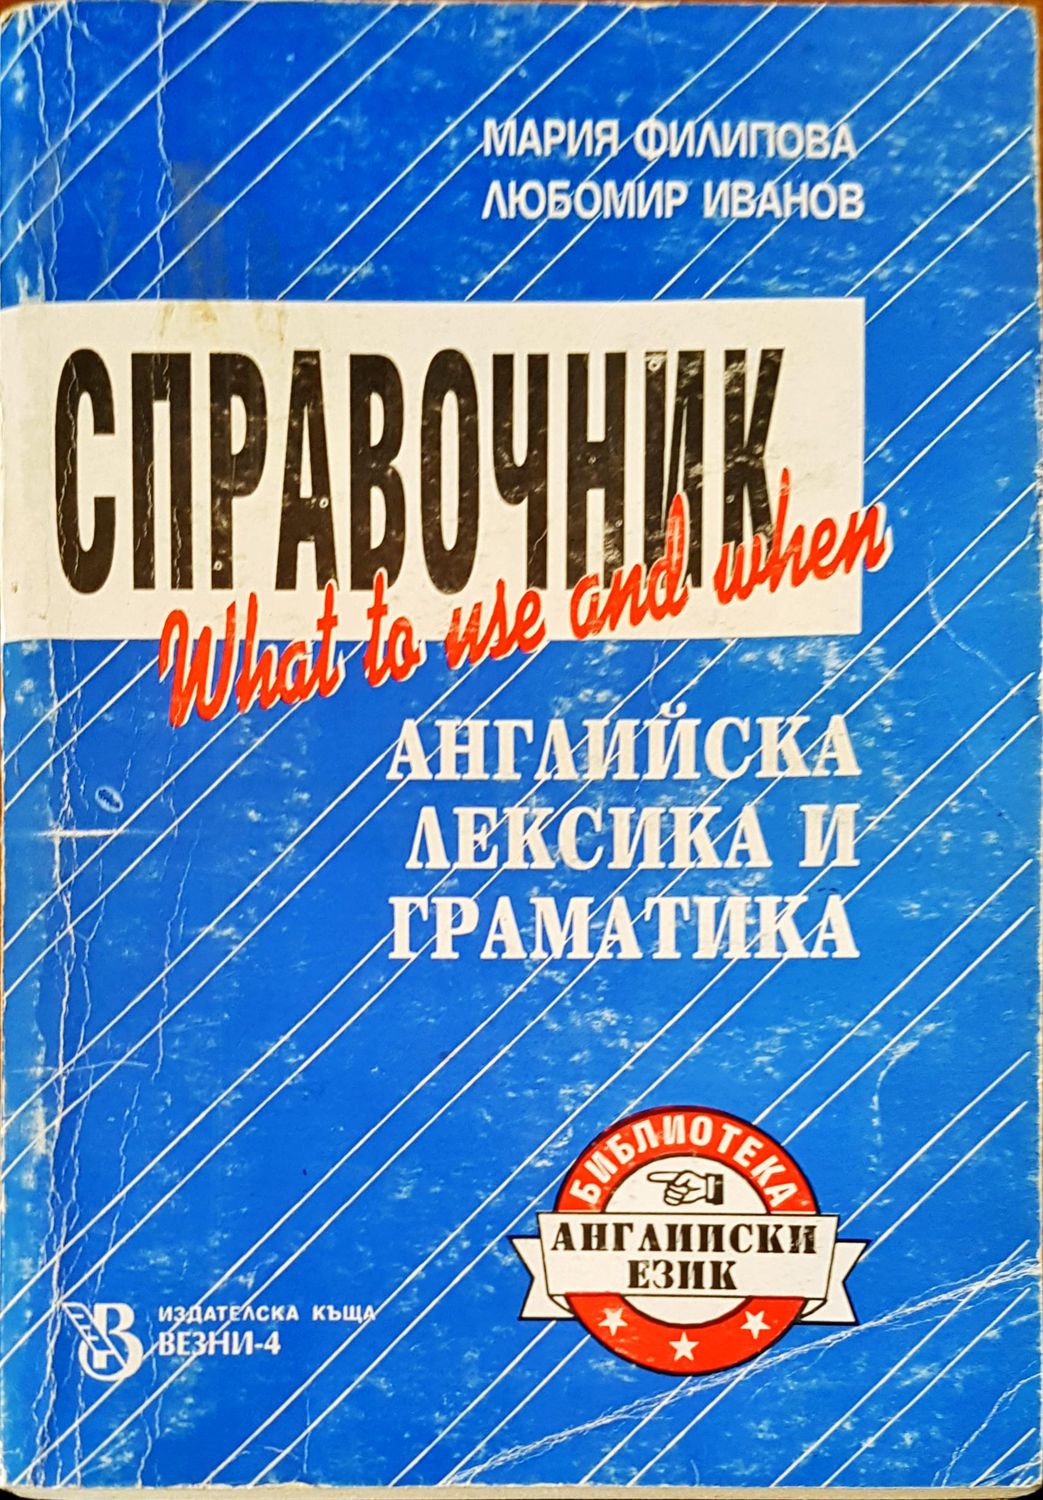 МАРИЯ ФИЛИПОВА
ЛЮБОМИР ИВАНОВ
СПРАВОЧНИК
What to use and when
АНГЛИЙСКА
ЛЕКСИКА И
ГРАМАТИКА
БИБЛИОТЕКА
АНГЛИЙСКИ
ЕЗИК
В
ИЗДАТЕЛСКА КЪЩА
ВЕЗНИ-4